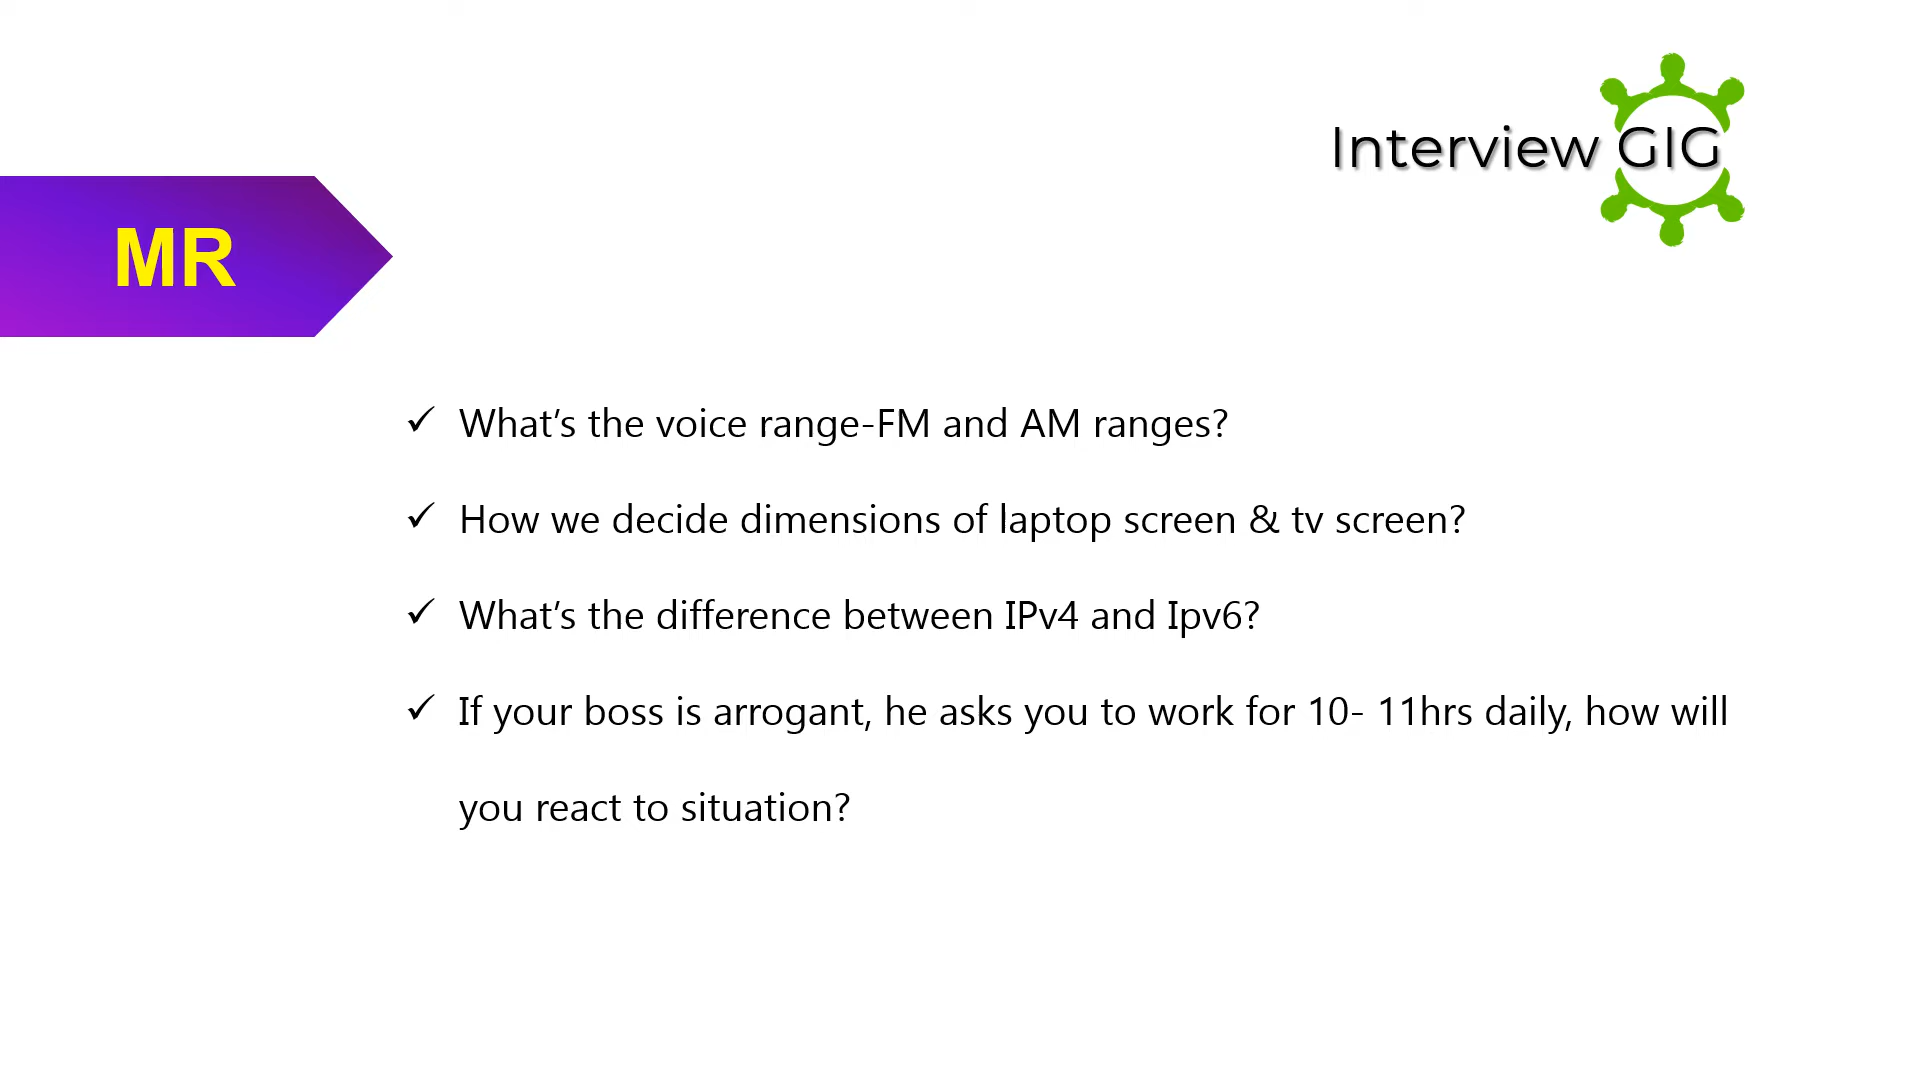 Interview GIG
MR
✓ What’s the voice range-FM and AM ranges?
✓ How we decide dimensions of laptop screen & tv screen?
✓ What’s the difference between IPv4 and Ipv6?
✓ If your boss is arrogant, he asks you to work for 10- 11hrs daily, how will
you react to situation?